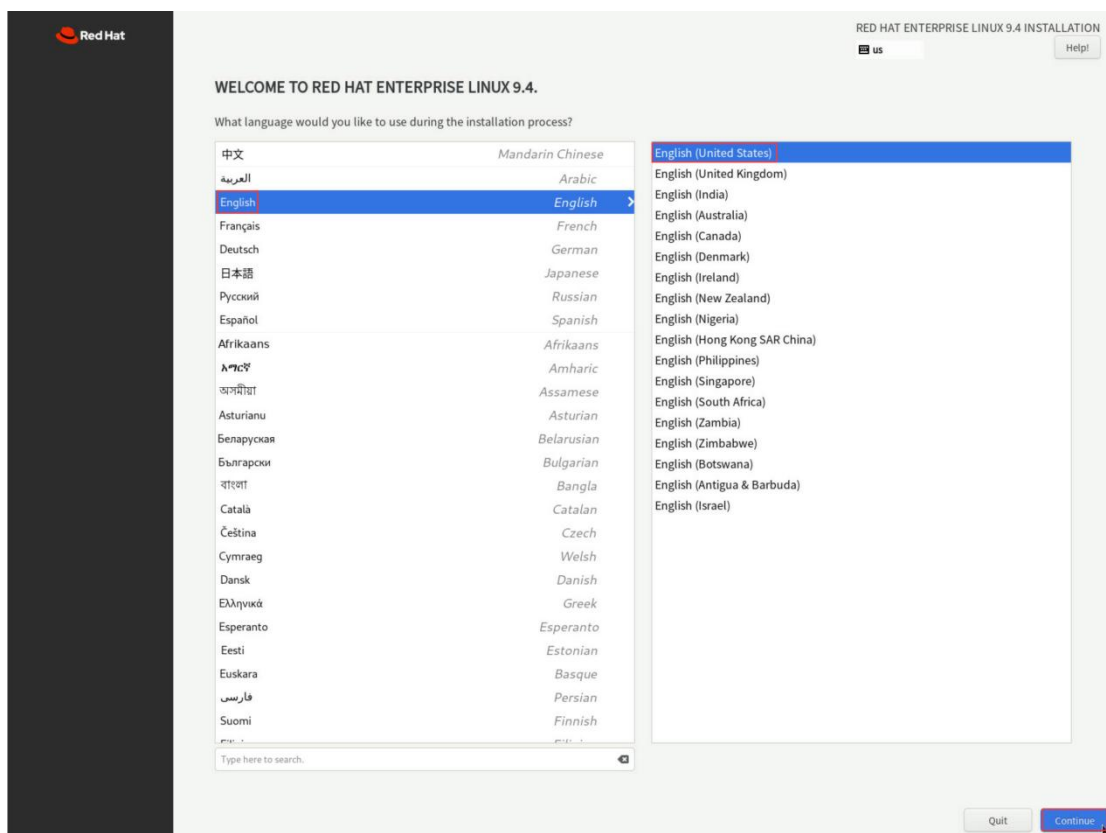 Red Hat
RED HAT ENTERPRISE LINUX 9.4 INSTALLATION
us
Help!
WELCOME TO RED HAT ENTERPRISE LINUX 9.4.
What language would you like to use during the installation process?
中文 Mandarin Chinese
العربية Arabic
English English
Français French
Deutsch German
日本語 Japanese
Русский Russian
Español Spanish
Afrikaans Afrikaans
አማርኛ Amharic
অসমীয়া Assamese
Asturianu Asturian
Беларуская Belarusian
Български Bulgarian
বাংলা Bangla
Català Catalan
Čeština Czech
Cymraeg Welsh
Dansk Danish
Ελληνικά Greek
Esperanto Esperanto
Eesti Estonian
Euskara Basque
فارسی Persian
Suomi Finnish
English (United States)
English (United Kingdom)
English (India)
English (Australia)
English (Canada)
English (Denmark)
English (Ireland)
English (New Zealand)
English (Nigeria)
English (Hong Kong SAR China)
English (Philippines)
English (Singapore)
English (South Africa)
English (Zambia)
English (Zimbabwe)
English (Botswana)
English (Antigua & Barbuda)
English (Israel)
Type here to search.
Quit
Continue